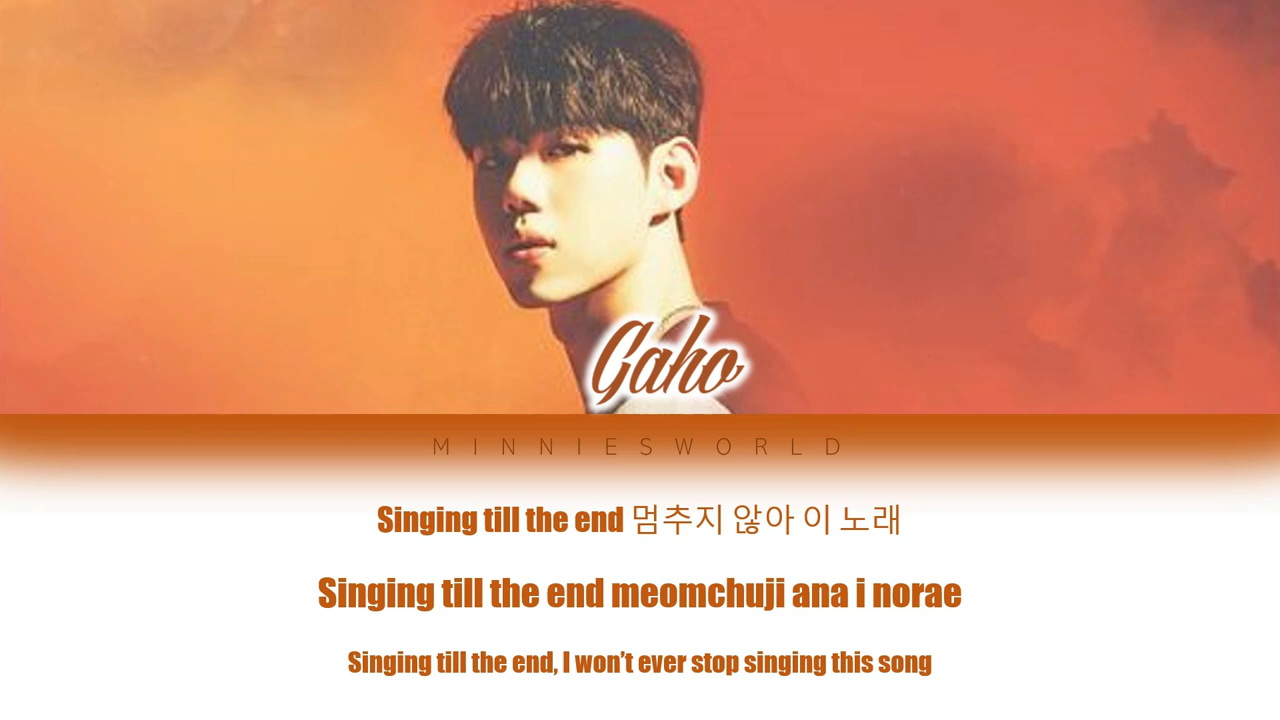 Gaho
MINNIESWORLD
Singing till the end 멈추지 않아 이 노래
Singing till the end meomchuji ana i norae
Singing till the end, I won't ever stop singing this song